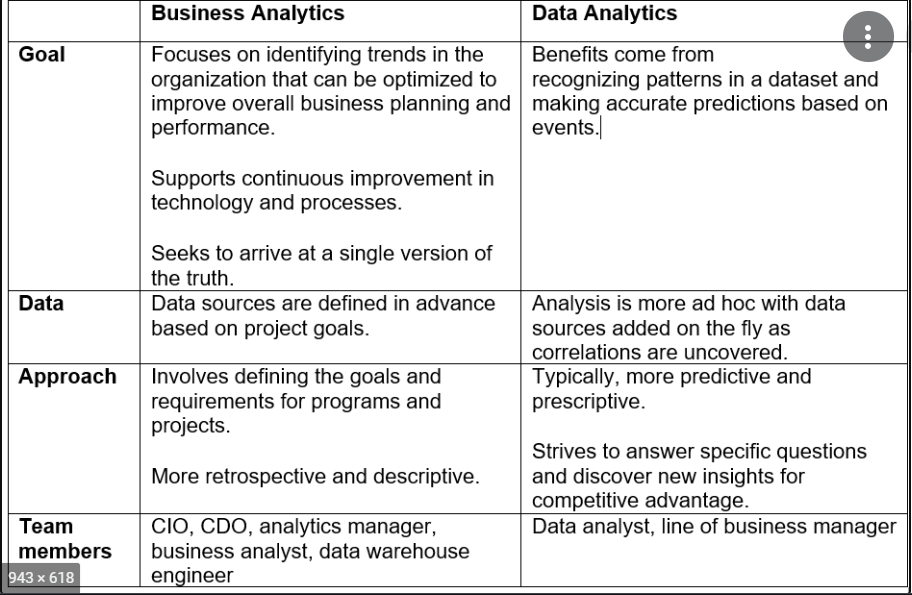 Business Analytics
Data Analytics
Goal
Focuses on identifying trends in the
organization that can be optimized to
improve overall business planning and
performance.
Supports continuous improvement in
technology and processes.
Seeks to arrive at a single version of
the truth.
Benefits come from
recognizing patterns in a dataset and
making accurate predictions based on
events.
Data
Data sources are defined in advance
based on project goals.
Analysis is more ad hoc with data
sources added on the fly as
correlations are uncovered.
Approach
Involves defining the goals and
requirements for programs and
projects.
More retrospective and descriptive.
Typically, more predictive and
prescriptive.
Strives to answer specific questions
and discover new insights for
competitive advantage.
Team
members
CIO, CDO, analytics manager,
business analyst, data warehouse
engineer
Data analyst, line of business manager
943 × 618